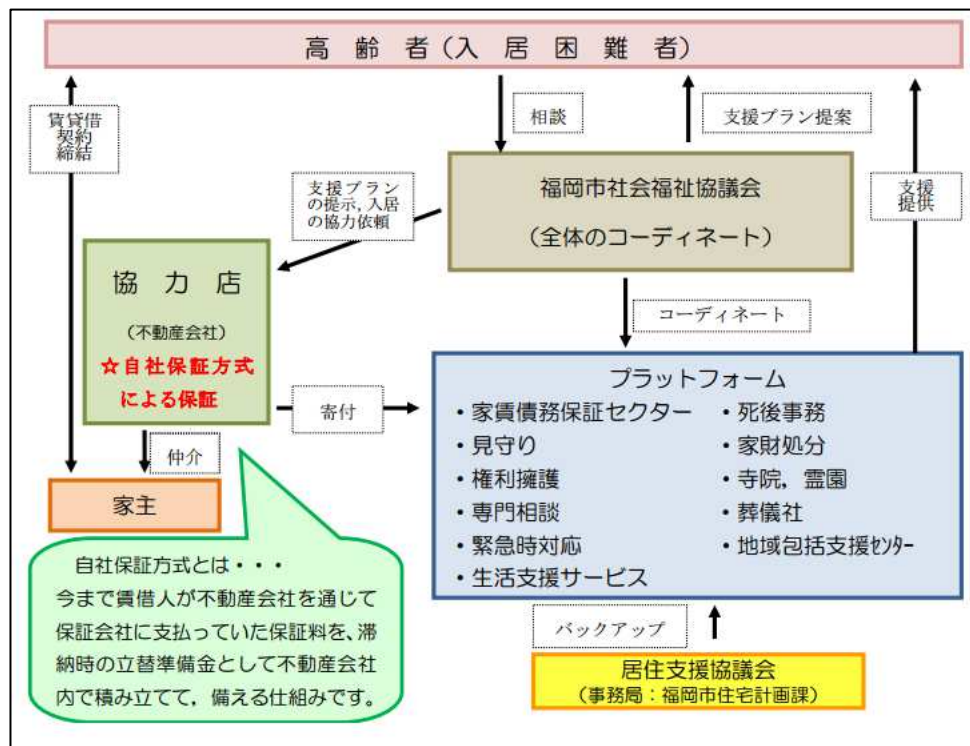 高 齢 者（入 居 困 難 者）
賃貸借
契約
締結
相談
支援プラン提案
支援
提供
支援プラン
の提示，入居
の協力依頼
福岡市社会福祉協議会
（全体のコーディネート）
協 力 店
（不動産会社）
☆自社保証方式
による保証
コーディネート
寄付
仲介
家主
プラットフォーム
・家賃債務保証セクター
・見守り
・権利擁護
・専門相談
・緊急時対応
・生活支援サービス
・死後事務
・家財処分
・寺院，霊園
・葬儀社
・地域包括支援ｾﾝﾀｰ
自社保証方式とは・・・
今まで賃借人が不動産会社を通じて
保証会社に支払っていた保証料を、滞
納時の立替準備金として不動産会社
内で積み立てて，備える仕組みです。
バックアップ
居住支援協議会
（事務局：福岡市住宅計画課）